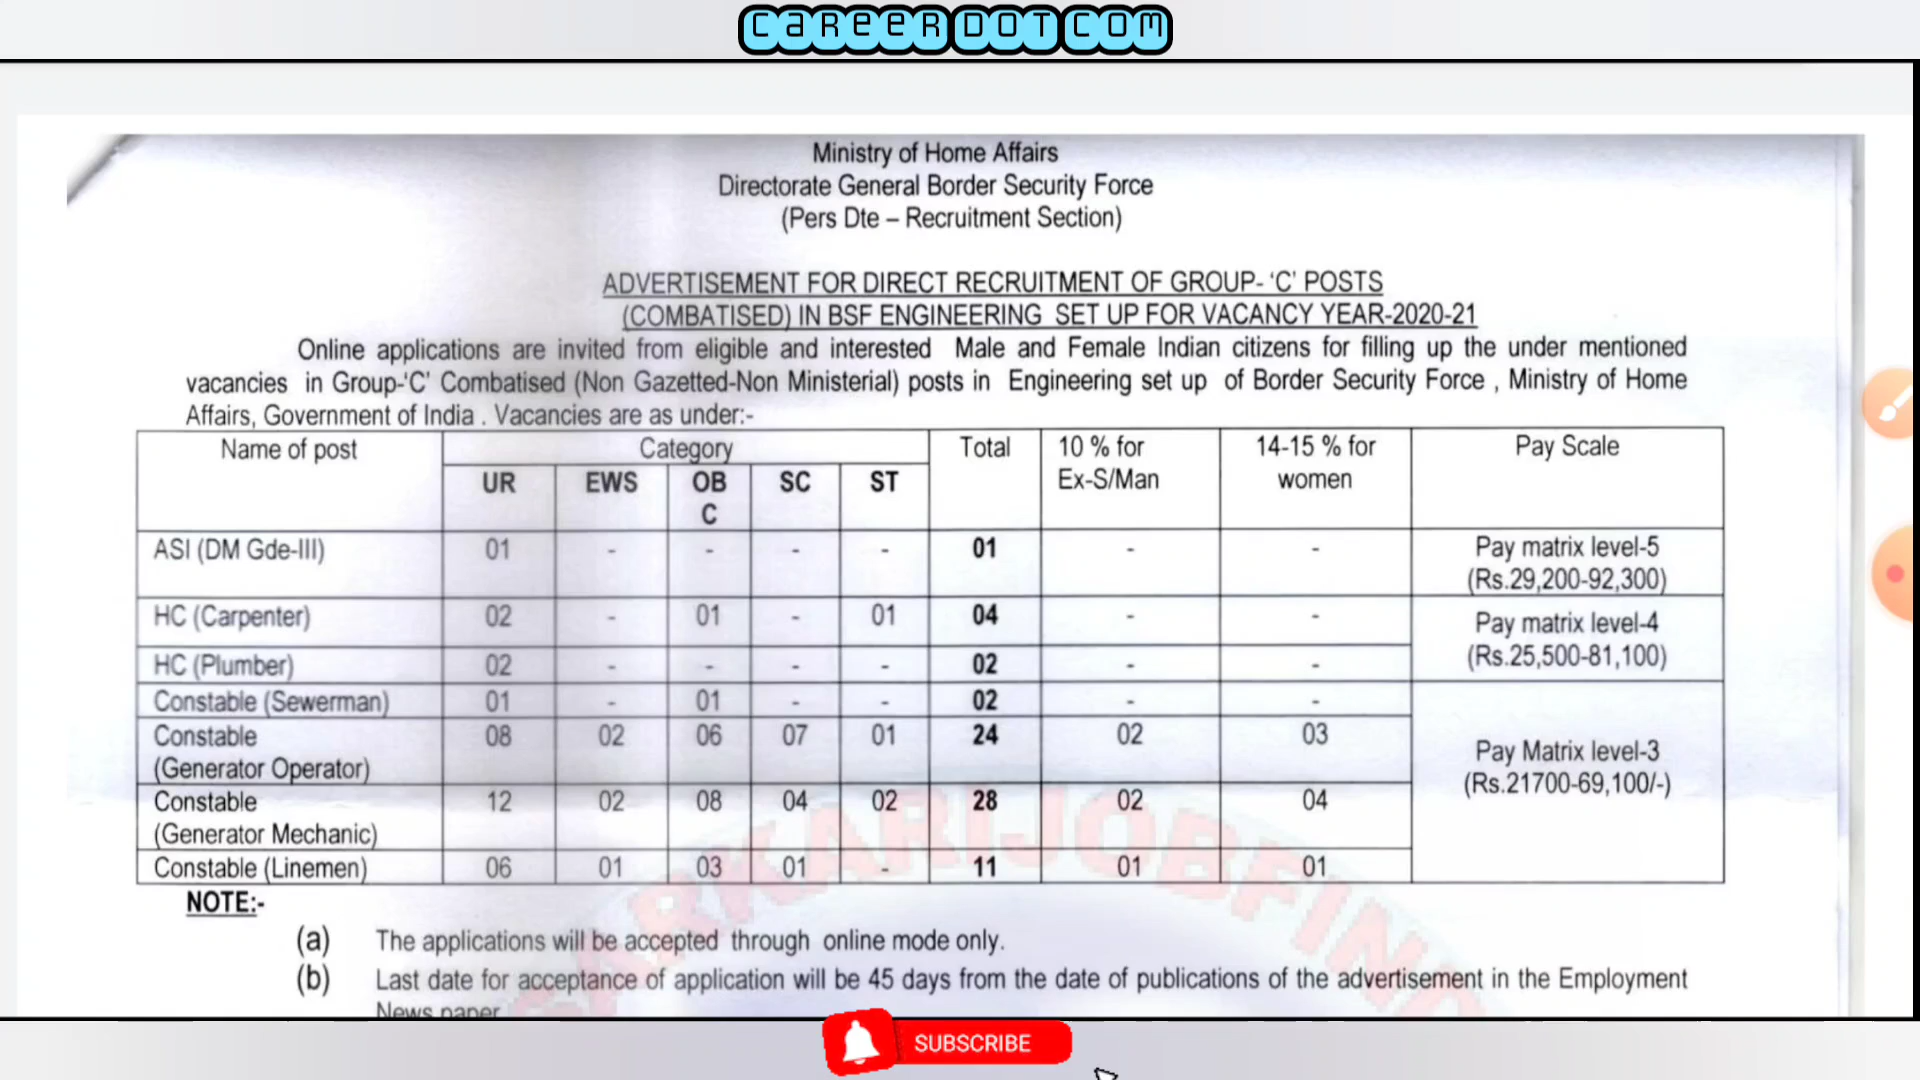 CAREER DOT COM
Ministry of Home Affairs
Directorate General Border Security Force
(Pers Dte – Recruitment Section)
ADVERTISEMENT FOR DIRECT RECRUITMENT OF GROUP- ‘C’ POSTS
(COMBATISED) IN BSF ENGINEERING SET UP FOR VACANCY YEAR-2020-21
Online applications are invited from eligible and interested Male and Female Indian citizens for filling up the under mentioned
vacancies in Group-‘C’ Combatised (Non Gazetted-Non Ministerial) posts in Engineering set up of Border Security Force , Ministry of Home
Affairs, Government of India . Vacancies are as under:-
Name of post Category Total 10 % for Ex-S/Man 14-15 % for women Pay Scale
UR EWS OB C SC ST
ASI (DM Gde-III) 01 - - - - 01 - - Pay matrix level-5 (Rs.29,200-92,300)
HC (Carpenter) 02 - 01 - 01 04 - - Pay matrix level-4 (Rs.25,500-81,100)
HC (Plumber) 02 - - - - 02 - -
Constable (Sewerman) 01 - 01 - - 02 - -
Constable (Generator Operator) 08 02 06 07 01 24 02 03 Pay Matrix level-3 (Rs.21700-69,100/-)
Constable (Generator Mechanic) 12 02 08 04 02 28 02 04
Constable (Linemen) 06 01 03 01 - 11 01 01
NOTE:-
(a) The applications will be accepted through online mode only.
(b) Last date for acceptance of application will be 45 days from the date of publications of the advertisement in the Employment
News paper
SARKARIJOBFIND
SUBSCRIBE